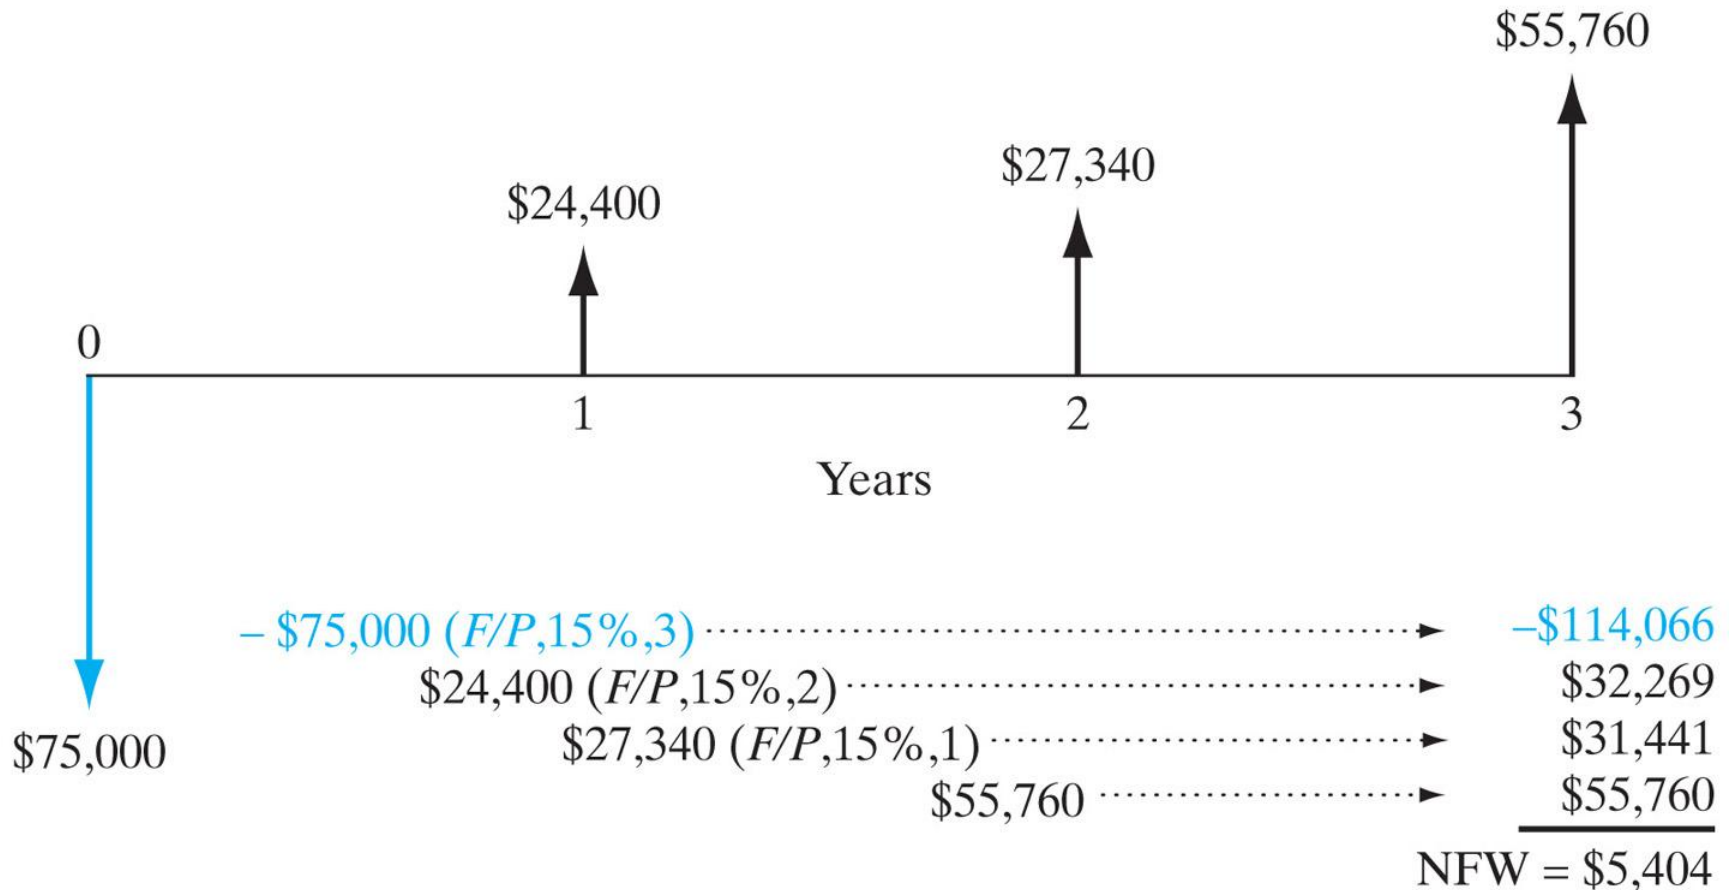 $55,760
$27,340
$24,400
0
1 2 3
Years
– $75,000 (F/P,15%,3) –$114,066
$24,400 (F/P,15%,2) $32,269
$27,340 (F/P,15%,1) $31,441
$75,000
$55,760 $55,760
NFW = $5,404